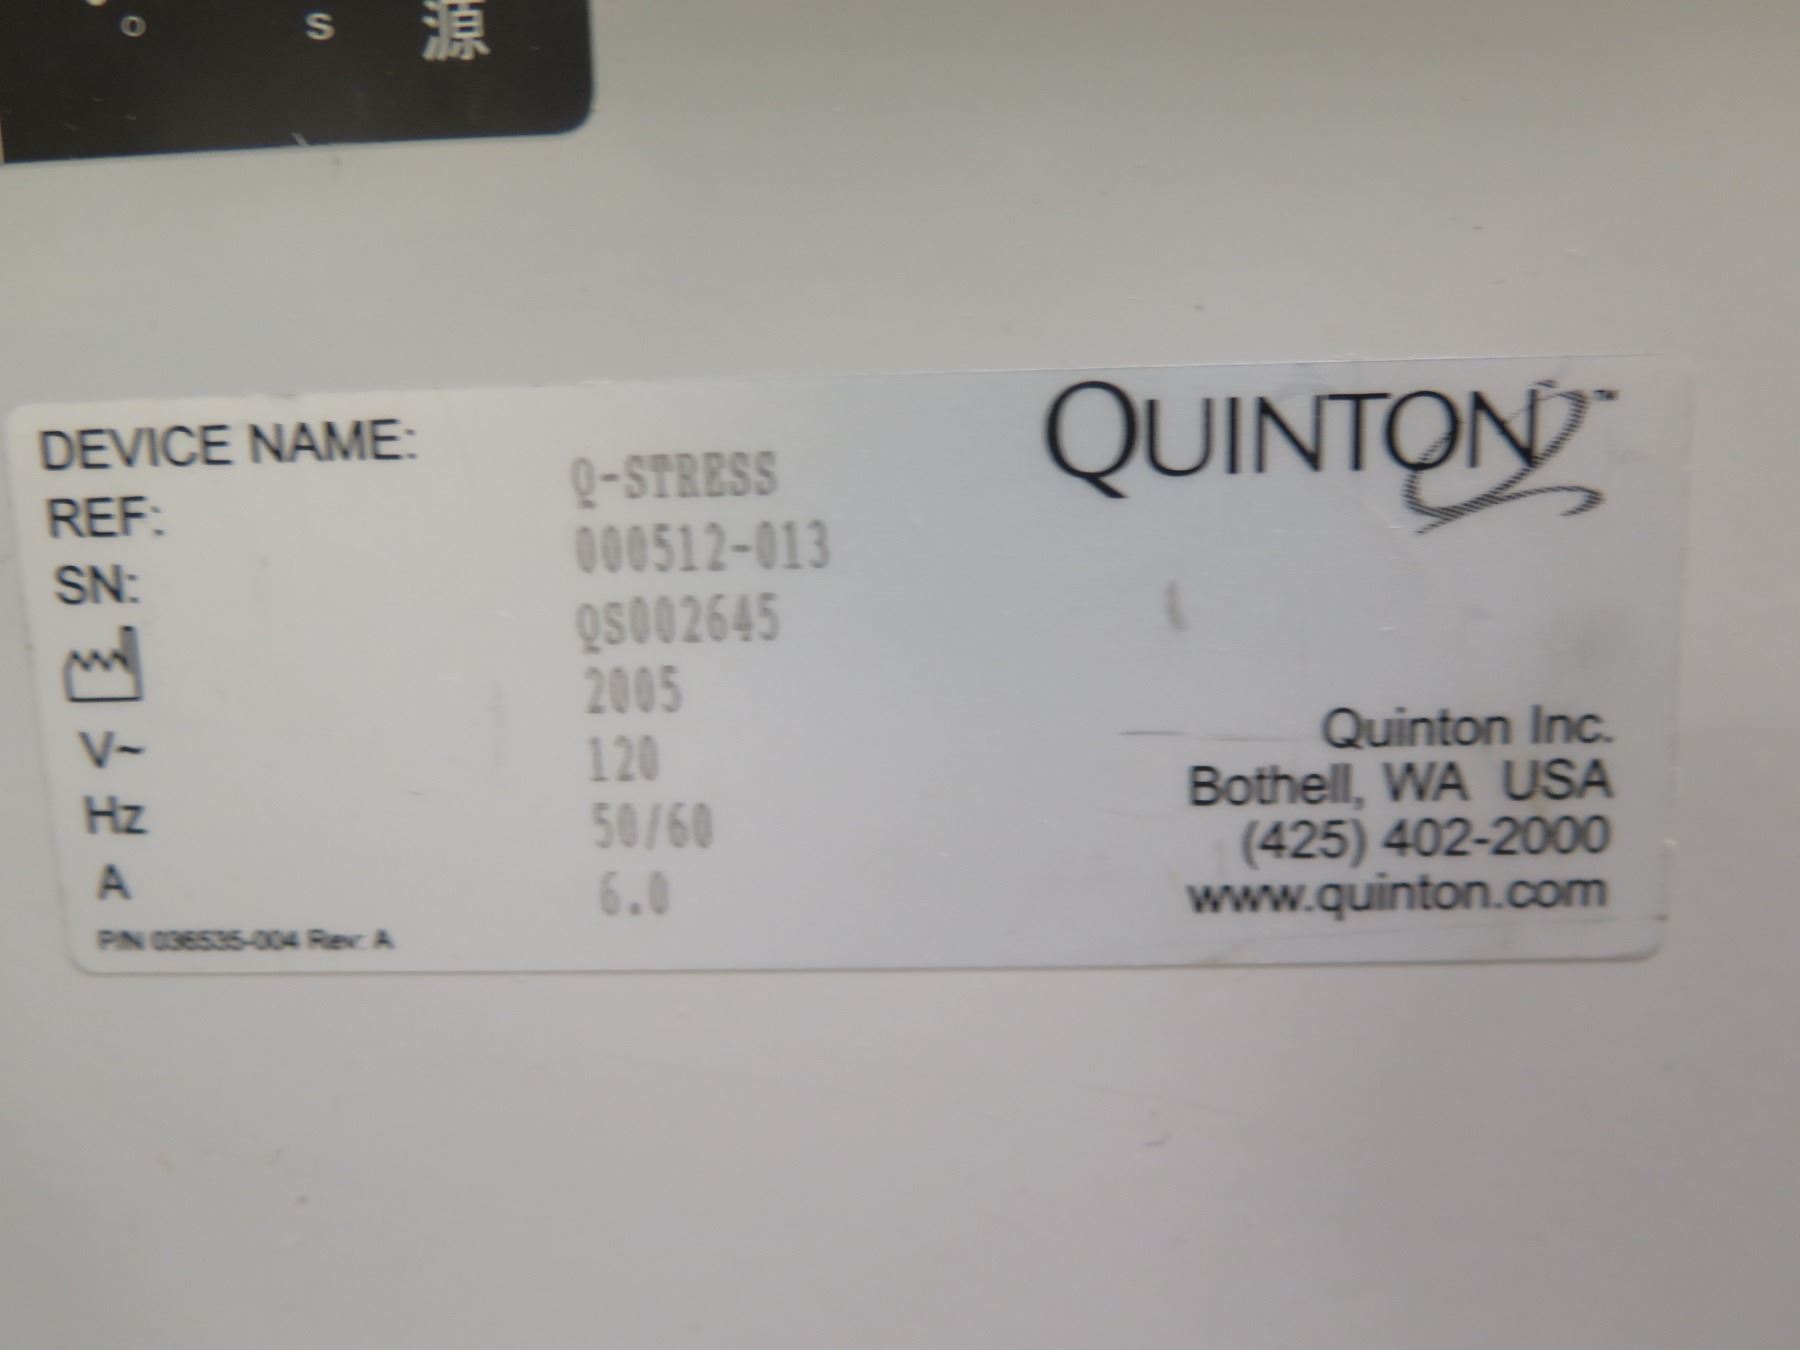 o S 源
QUINTON™
DEVICE NAME: Q-STRESS
REF: 000512-013
SN: QS002645
2005
V~ 120
Hz 50/60
A 6.0
P/N 036535-004 Rev: A
Quinton Inc.
Bothell, WA USA
(425) 402-2000
www.quinton.com